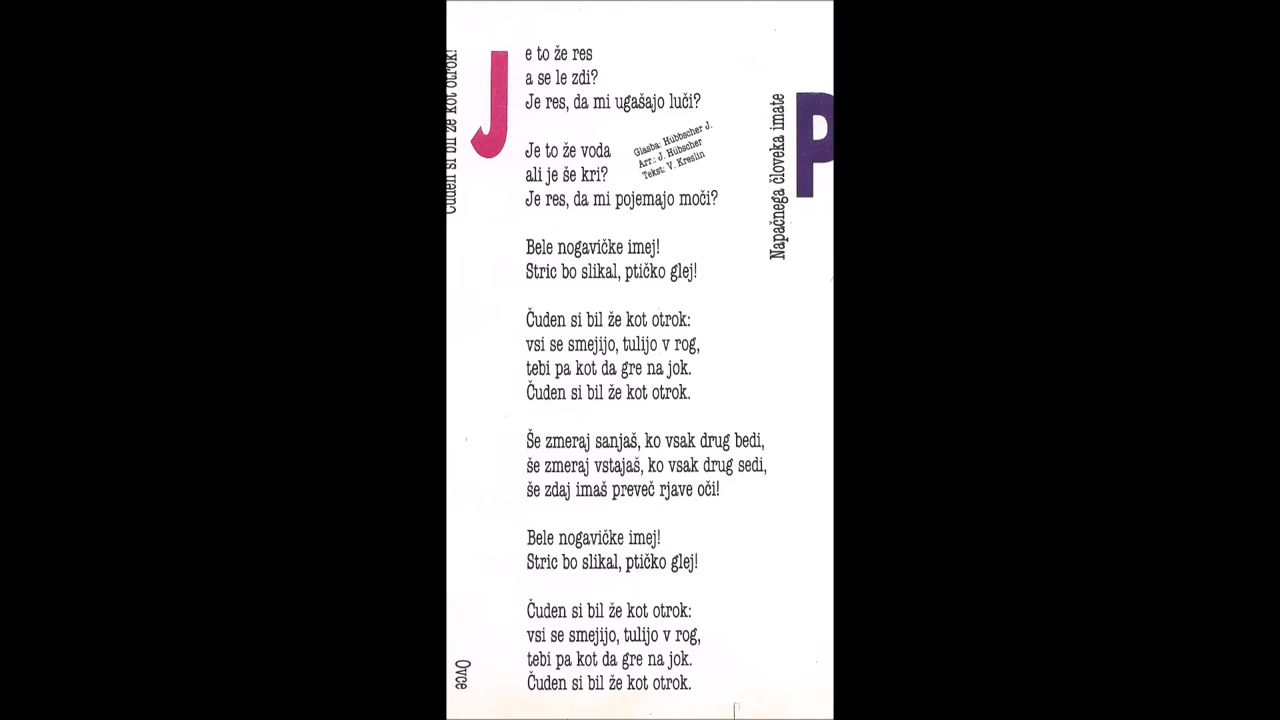 Čuden si bil že kot otrok!
Je to že res
a se le zdi?
Je res, da mi ugašajo luči?
Je to že voda
ali je še kri?
Je res, da mi pojemajo moči?
Glasba: Hübbscher J.
Arr.: J. Hübscher
Tekst: V. Kreslin
Bele nogavičke imej!
Stric bo slikal, ptičko glej!
Čuden si bil že kot otrok:
vsi se smejijo, tulijo v rog,
tebi pa kot da gre na jok.
Čuden si bil že kot otrok.
Še zmeraj sanjaš, ko vsak drug bedi,
še zmeraj vstajaš, ko vsak drug sedi,
še zdaj imaš preveč rjave oči!
Bele nogavičke imej!
Stric bo slikal, ptičko glej!
Čuden si bil že kot otrok:
vsi se smejijo, tulijo v rog,
tebi pa kot da gre na jok.
Čuden si bil že kot otrok.
Ovce
Napačnega človeka imate
P